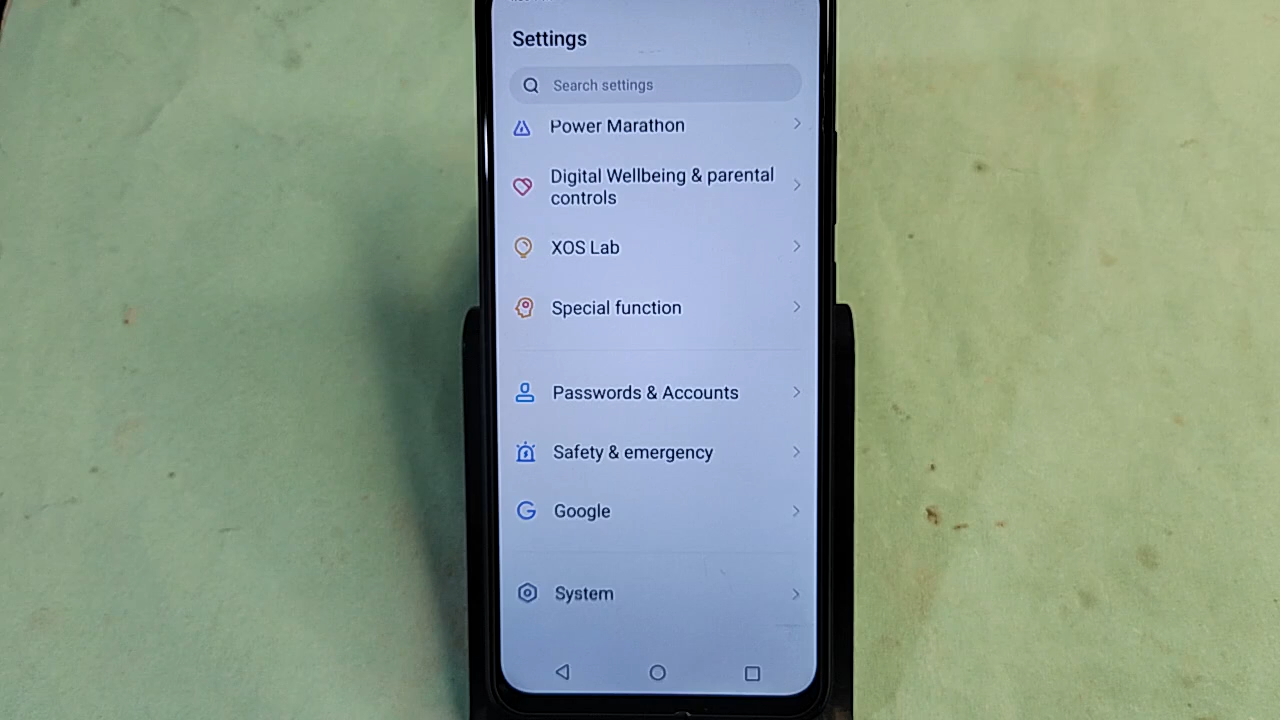 Settings
Search settings
Power Marathon
Digital Wellbeing & parental
controls
XOS Lab
Special function
Passwords & Accounts
Safety & emergency
Google
System